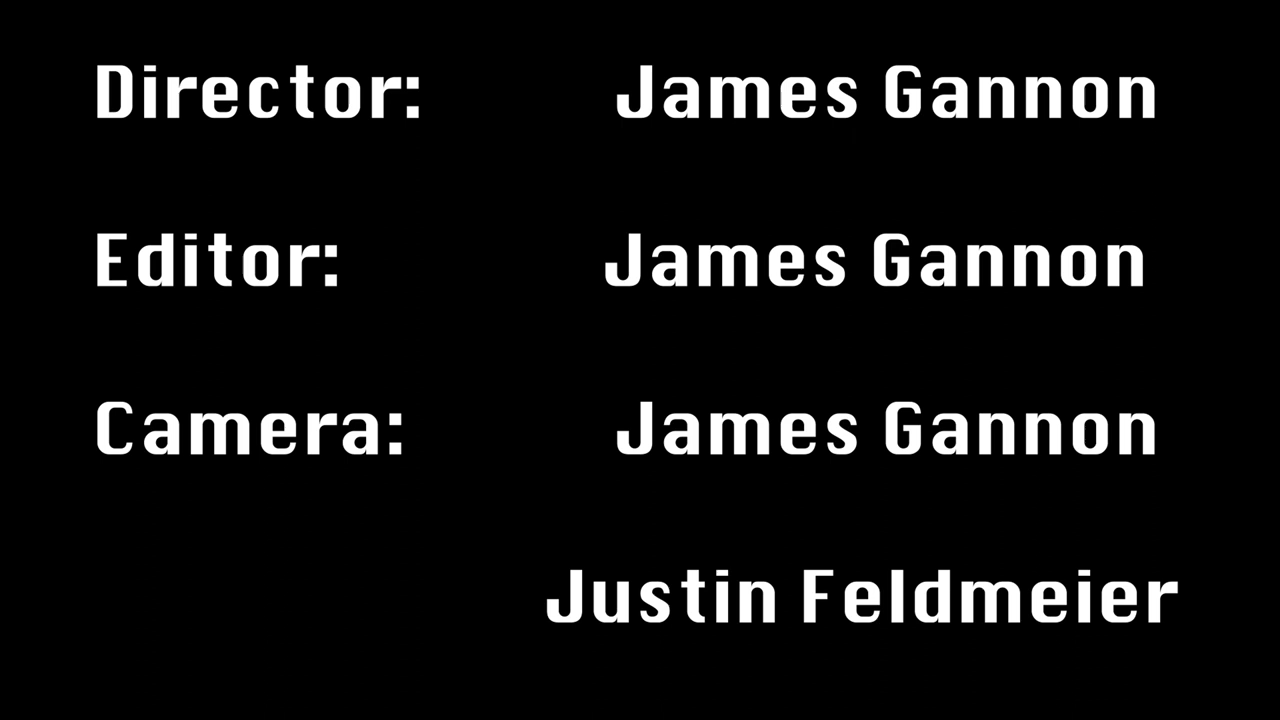 Director: James Gannon
Editor: James Gannon
Camera: James Gannon
Justin Feldmeier